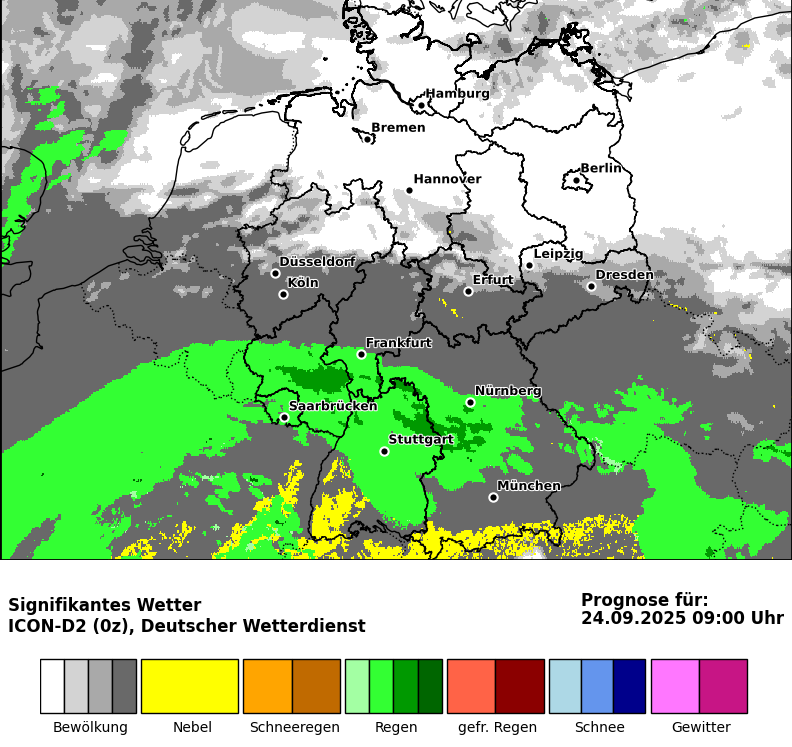 Hamburg
Bremen
Berlin
Hannover
Leipzig
Düsseldorf
Dresden
Erfurt
Köln
Frankfurt
Nürnberg
Saarbrücken
Stuttgart
München
Signifikantes Wetter
ICON-D2 (0z), Deutscher Wetterdienst
Prognose für:
24.09.2025 09:00 Uhr
Bewölkung
Nebel
Schneeregen
Regen
gefr. Regen
Schnee
Gewitter